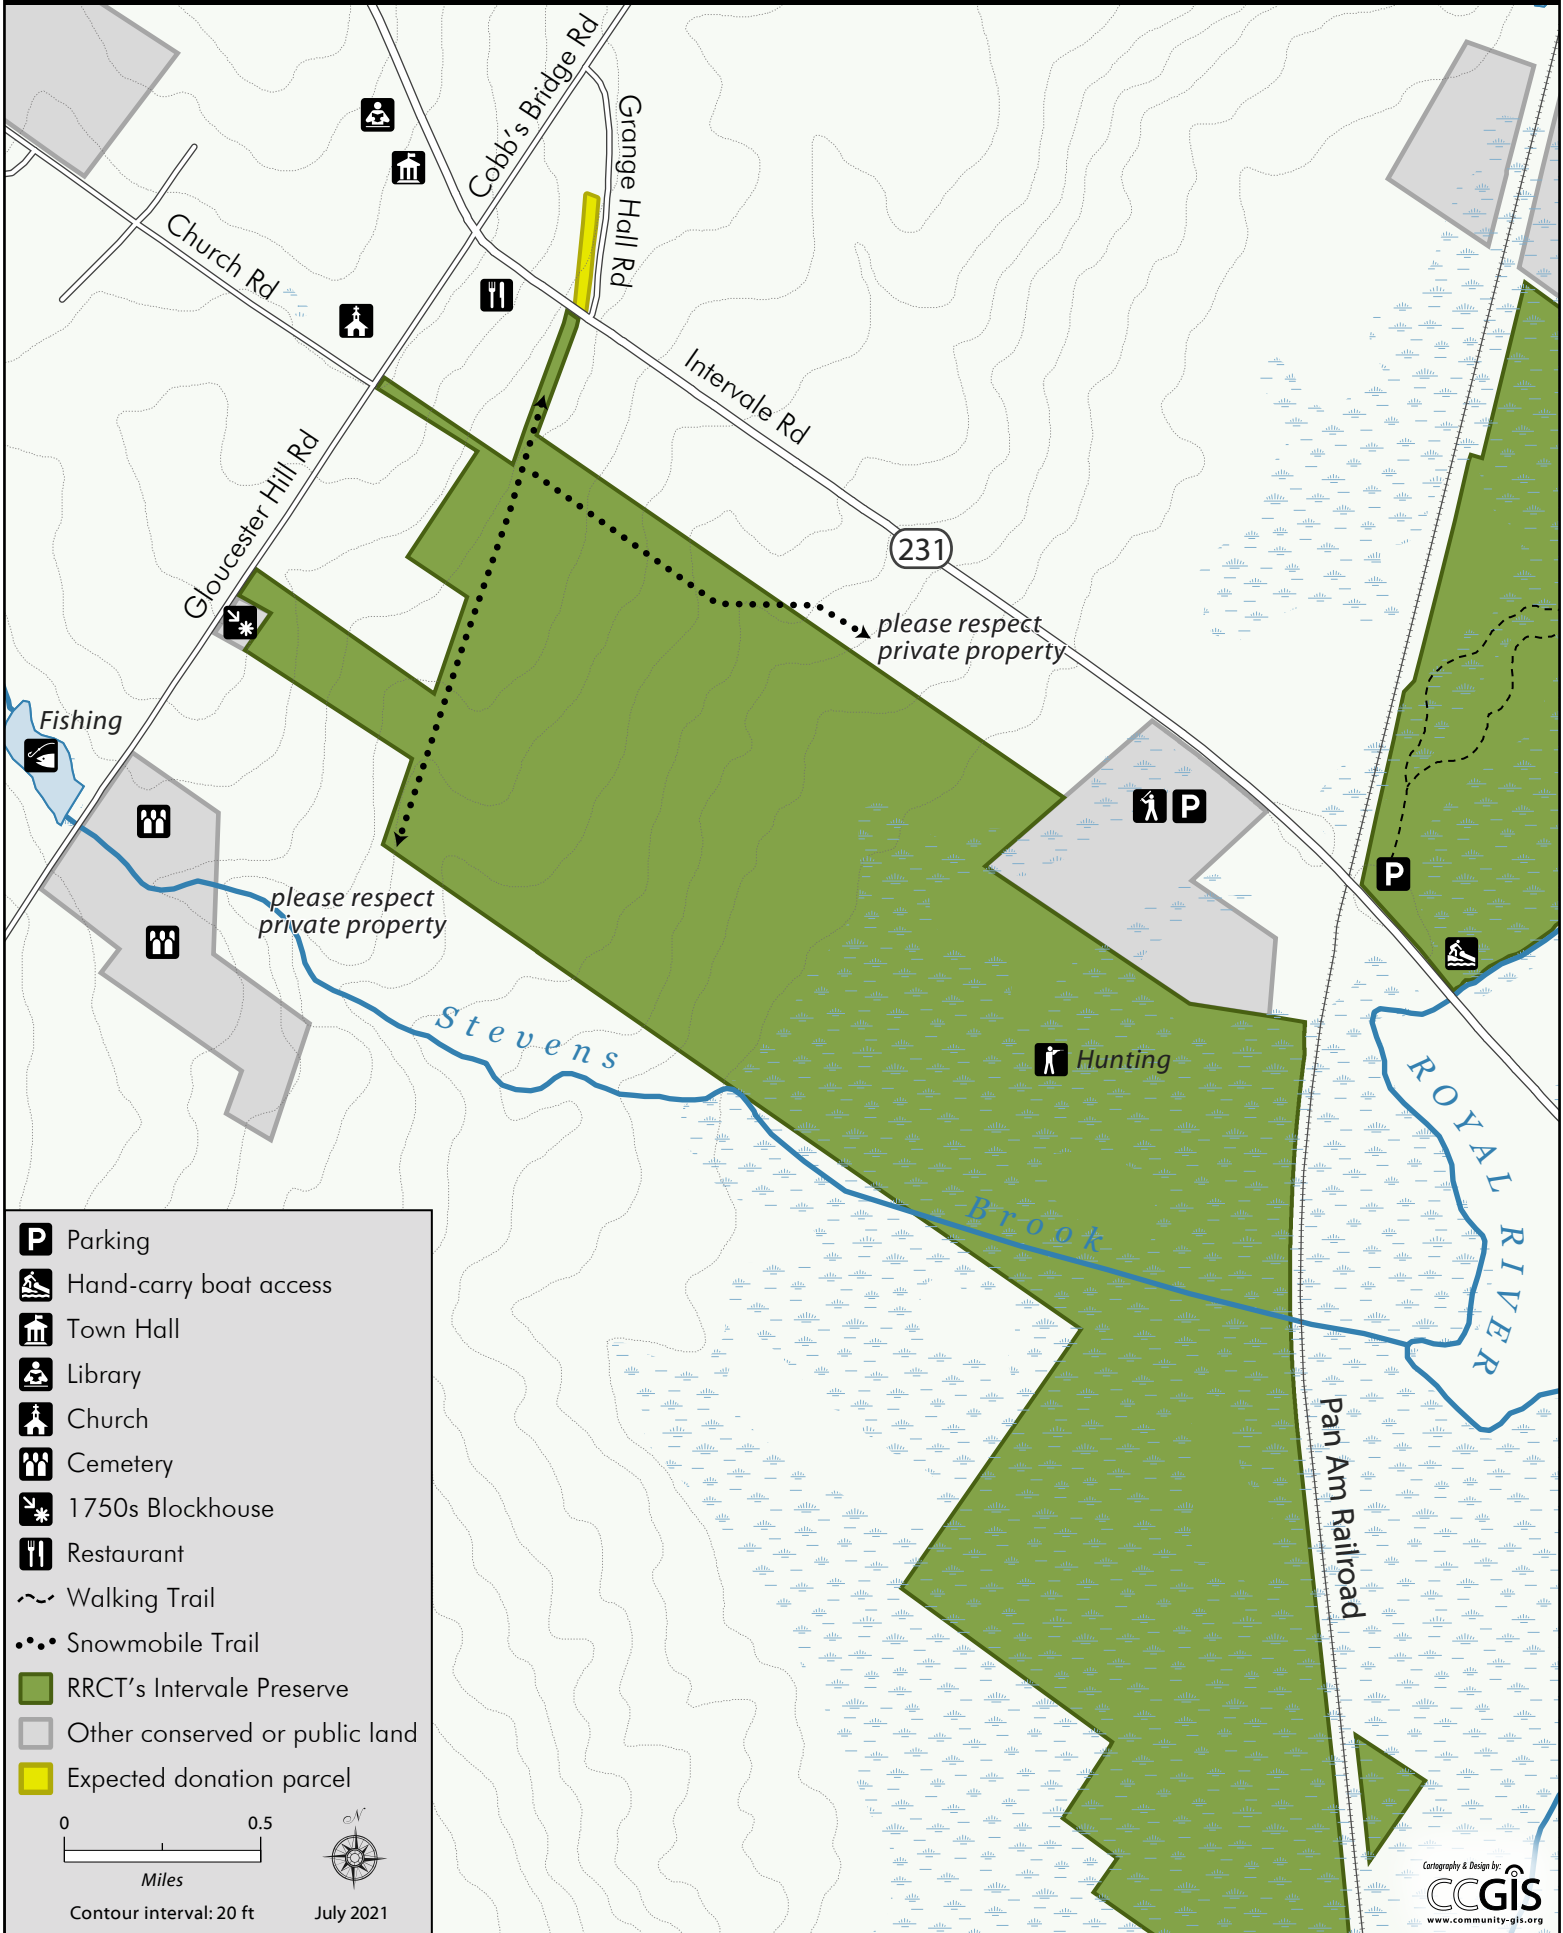 Cobb's Bridge Rd
Grange Hall Rd
Church Rd
Intervale Rd
Gloucester Hill Rd
231
please respect
private property
Fishing
P
P
please respect
private property
Stevens
Hunting
ROYAL RIVER
Brook
Pan Am Railroad
P Parking
Hand-carry boat access
Town Hall
Library
Church
Cemetery
1750s Blockhouse
Restaurant
Walking Trail
Snowmobile Trail
RRCT's Intervale Preserve
Other conserved or public land
Expected donation parcel
0 0.5
Miles
N
Contour interval: 20 ft
July 2021
Cartography & Design by:
CCGIS
www.community-gis.org